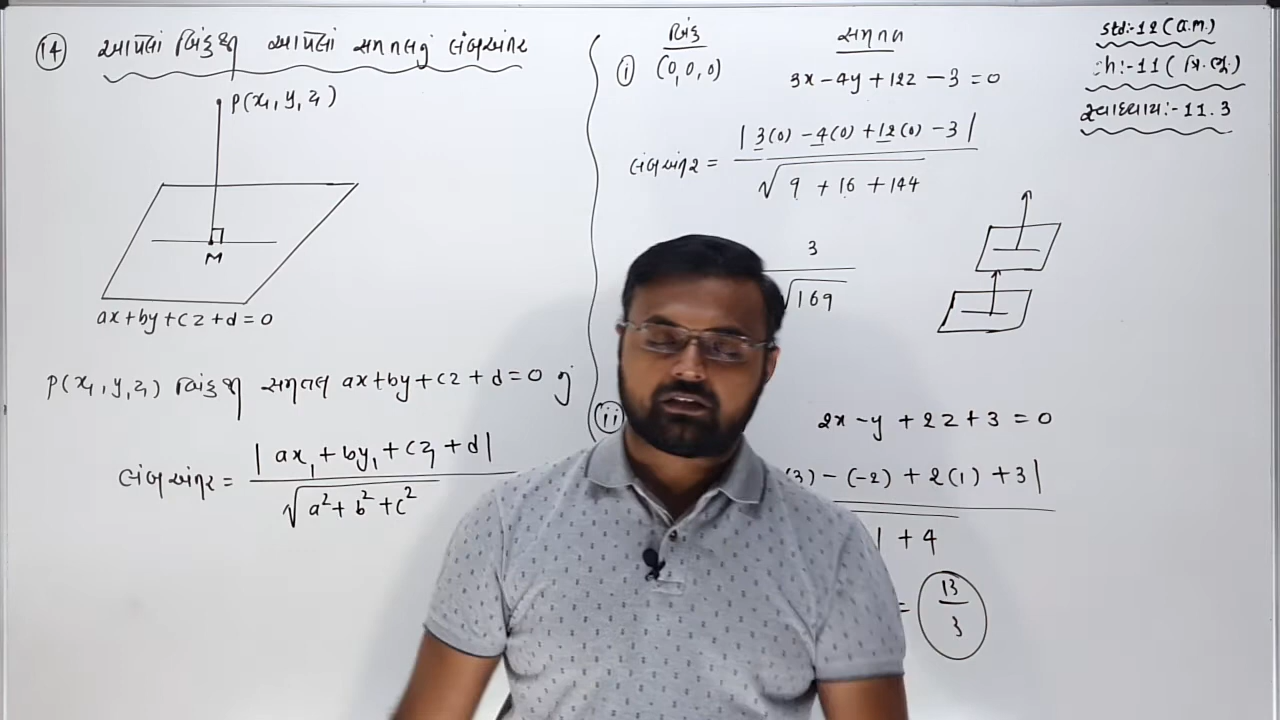 14 આપેલાં બિંદુથી આપેલાં સમતલનું લંબઅંતર
P(x₁, y₁, z₁)
M
ax+by+cz+d=0
P(x₁, y₁, z₁) બિંદુથી સમતલ ax+by+cz+d=0 નું
લંબઅંતર = |ax₁+by₁+cz₁+d|
√a²+b²+c²
બિંદુ સમતલ
i (0,0,0) 3x-4y+12z-3=0
લંબઅંતર = |3(0)-4(0)+12(0)-3|
√9+16+144
3
√169
ii 2x-y+2z+3=0
(3)-(-2)+2(1)+3|
1+4
= 13
3
Std:-12(G.M.)
Ch:-11(ત્રિ.ભૂ.)
સ્વાધ્યાય:-11.3